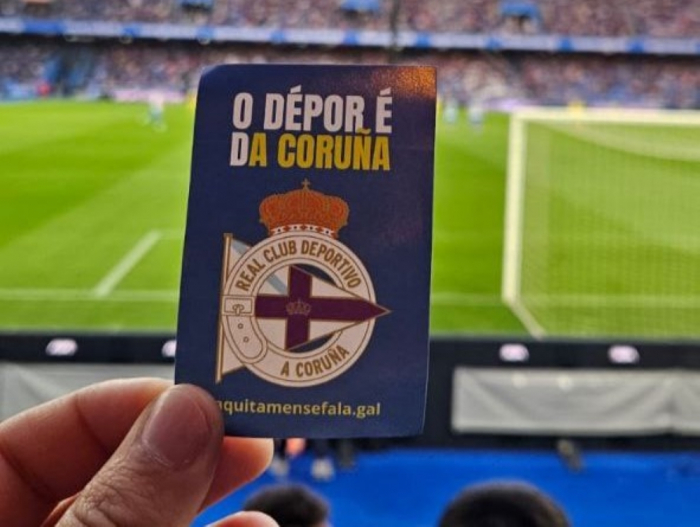 O DÉPOR É
DA CORUÑA
REAL CLUB DEPORTIVO
A CORUÑA
quitamensefala.gal